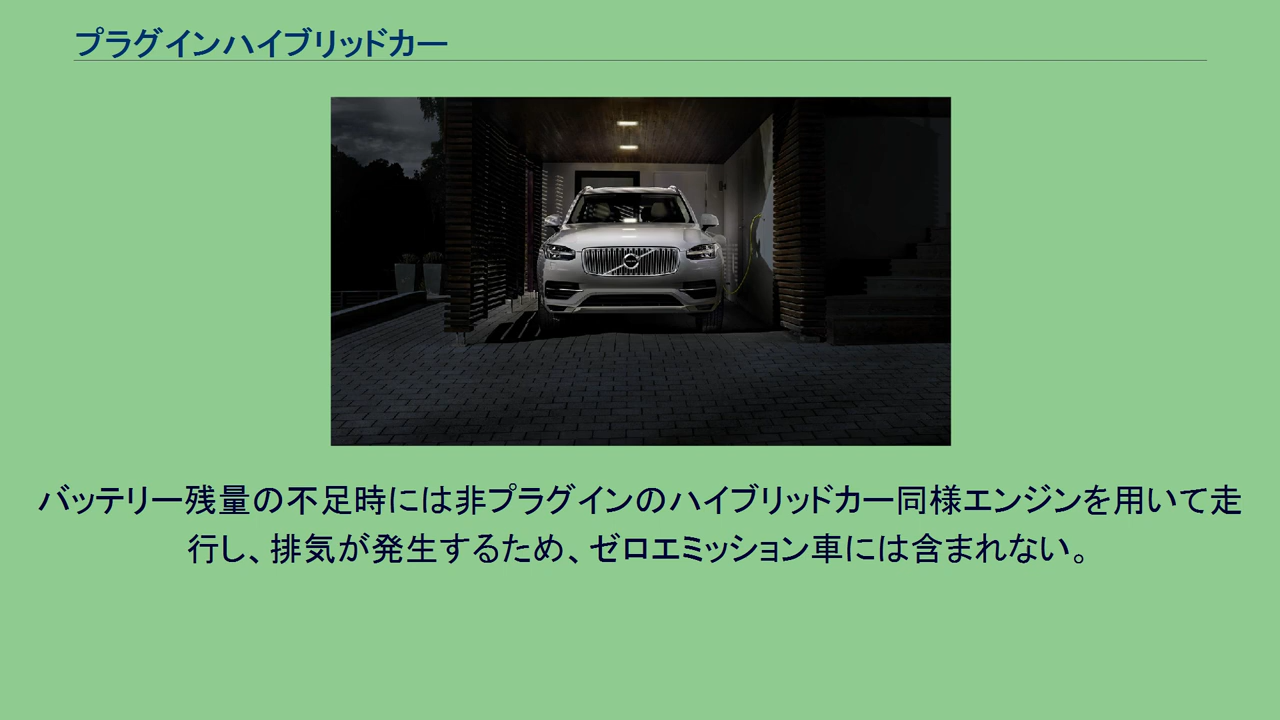 プラグインハイブリッドカー
バッテリー残量の不足時には非プラグインのハイブリッドカー同様エンジンを用いて走
行し、排気が発生するため、ゼロエミッション車には含まれない。